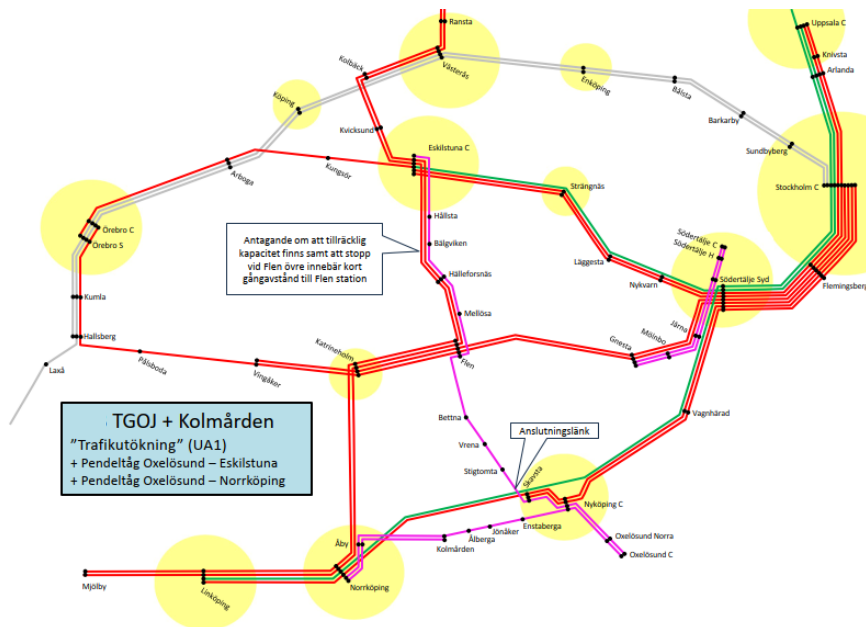 Ransta
Uppsala C
Knivsta
Arlanda
Kolbäck
Västerås
Enköping
Bålsta
Köping
Barkarby
Kvicksund
Sundbyberg
Eskilstuna C
Kungsör
Arboga
Strängnäs
Stockholm C
Örebro C
Örebro S
Hållsta
Bälgviken
Södertälje C
Södertälje H
Antagande om att tillräcklig
kapacitet finns samt att stopp
vid Flen övre innebär kort
gångavstånd till Flen station
Hälleforsnäs
Läggesta
Nykvarn
Södertälje Syd
Flemingsberg
Kumla
Mellösa
Hallsberg
Järna
Mölnbo
Gnesta
Katrineholm
Flen
Pålsboda
Vingåker
Laxå
TGOJ + Kolmården
”Trafikutökning” (UA1)
+ Pendeltåg Oxelösund – Eskilstuna
+ Pendeltåg Oxelösund – Norrköping
Bettna
Vagnhärad
Anslutningslänk
Vrena
Stigtomta
Skavsta
Nyköping C
Enstaberga
Jönåker
Ålberga
Kolmården
Oxelösund Norra
Oxelösund C
Åby
Mjölby
Linköping
Norrköping